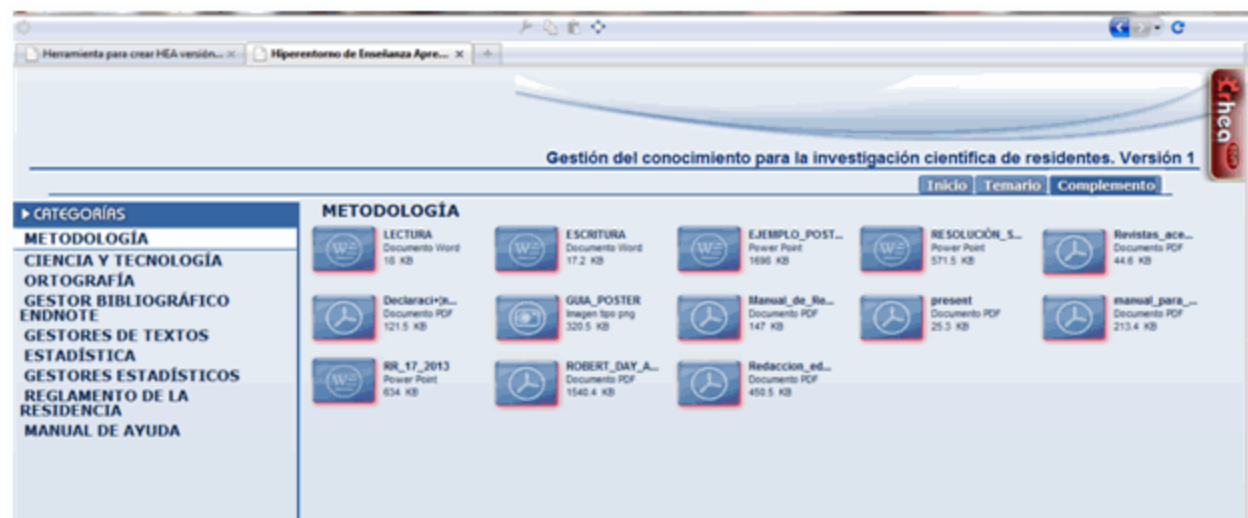 Herramienta para crear HEA versión...
Hiperentorno de Enseñanza Apre...
Crhea
Gestión del conocimiento para la investigación científica de residentes. Versión 1
Inicio Temario Complemento
CATEGORÍAS
METODOLOGÍA
CIENCIA Y TECNOLOGÍA
ORTOGRAFÍA
GESTOR BIBLIOGRÁFICO
ENDNOTE
GESTORES DE TEXTOS
ESTADÍSTICA
GESTORES ESTADÍSTICOS
REGLAMENTO DE LA
RESIDENCIA
MANUAL DE AYUDA
METODOLOGÍA
LECTURA
Documento Word
18 KB
ESCRITURA
Documento Word
17.2 KB
EJEMPLO_POST...
Power Point
1698 KB
RESOLUCIÓN_S...
Power Point
571.5 KB
Revistas_ace...
Documento PDF
44.6 KB
Declaraci+¦n...
Documento PDF
121.5 KB
GUIA_POSTER
Imagen tipo png
320.5 KB
Manual_de_Re...
Documento PDF
147 KB
present
Documento PDF
25.3 KB
manual_para_...
Documento PDF
213.4 KB
RR_17_2013
Power Point
634 KB
ROBERT_DAY_A...
Documento PDF
1540.4 KB
Redaccion_ed...
Documento PDF
450.5 KB